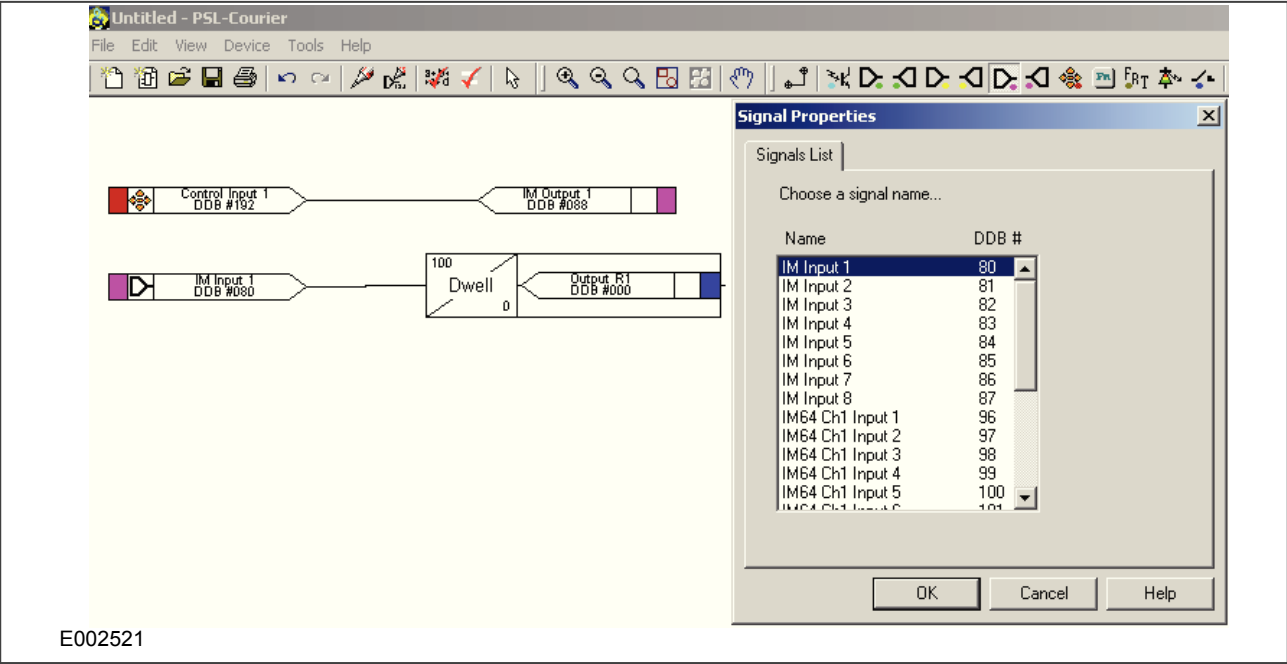 Untitled - PSL-Courier
File Edit View Device Tools Help
Fn FRT
Control Input 1
DDB #192
IM Output 1
DDB #088
IM Input 1
DDB #080
100
Dwell
0
Output R1
DDB #000
Signal Properties
Signals List
Choose a signal name...
Name DDB #
IM Input 1 80
IM Input 2 81
IM Input 3 82
IM Input 4 83
IM Input 5 84
IM Input 6 85
IM Input 7 86
IM Input 8 87
IM64 Ch1 Input 1 96
IM64 Ch1 Input 2 97
IM64 Ch1 Input 3 98
IM64 Ch1 Input 4 99
IM64 Ch1 Input 5 100
OK Cancel Help
E002521